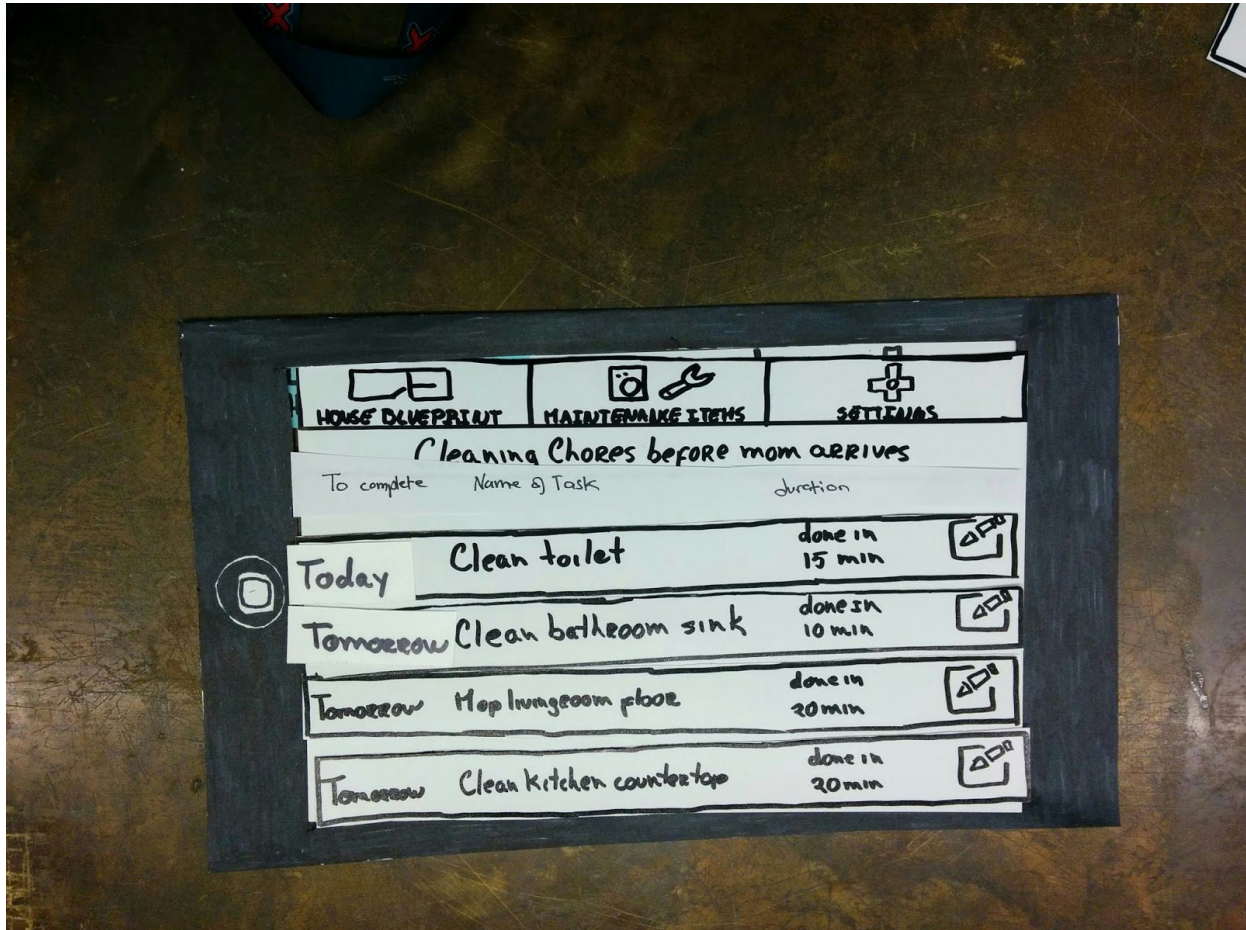 HOUSE BLUEPRINT
MAINTENANCE ITEMS
SETTINGS
Cleaning Chores before mom arrives
To complete Name of Task duration
Today Clean toilet done in 15 min
Tomorrow Clean bathroom sink done in 10 min
Tomorrow Mop livingroom floor done in 20 min
Tomorrow Clean kitchen countertop done in 20 min